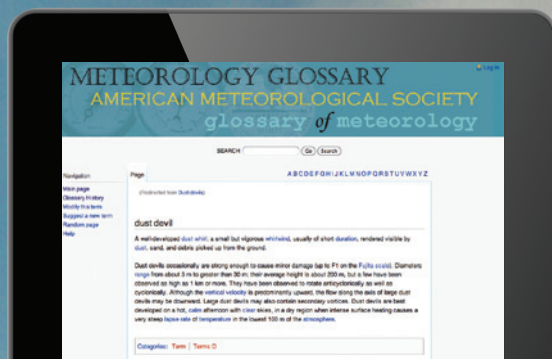 METEOROLOGY GLOSSARY
AMERICAN METEOROLOGICAL SOCIETY
glossary of meteorology
Log in
SEARCH: Go Search
Navigation
Main page
Glossary History
Modify this term
Suggest a new term
Random page
Help
Page
A B C D E F G H I J K L M N O P Q R S T U V W X Y Z
(Redirected from Dust-devils)
dust devil
A well-developed dust whirl; a small but vigorous whirlwind, usually of short duration, rendered visible by
dust, sand, and debris picked up from the ground.
Dust devils occasionally are strong enough to cause minor damage (up to F1 on the Fujita scale). Diameters
range from about 3 m to greater than 30 m; their average height is about 200 m, but a few have been
observed as high as 1 km or more. They have been observed to rotate anticyclonically as well as
cyclonically. Although the vertical velocity is predominantly upward, the flow along the axis of large dust
devils may be downward. Large dust devils may also contain secondary vortices. Dust devils are best
developed on a hot, calm afternoon with clear skies, in a dry region when intense surface heating causes a
very steep lapse rate of temperature in the lowest 100 m of the atmosphere.
Categories: Term | Terms D